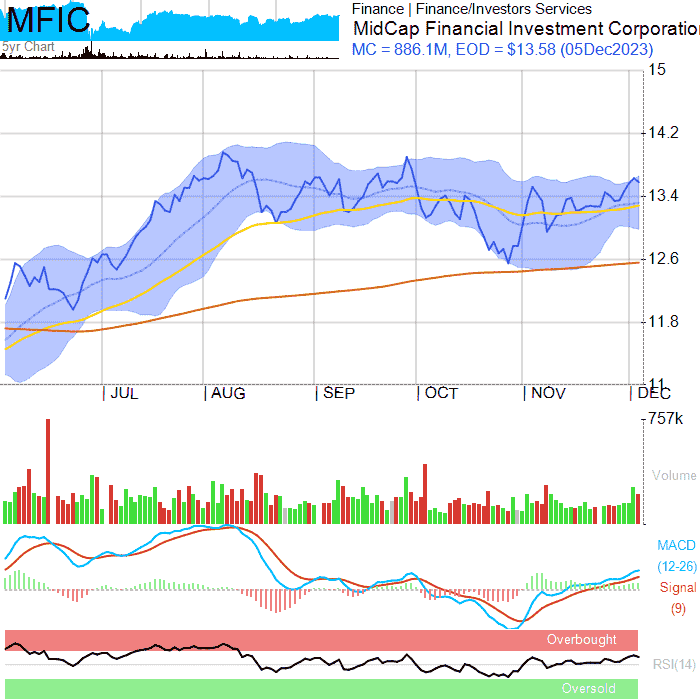 MFIC
5yr Chart
Finance | Finance/Investors Services
MidCap Financial Investment Corporatio
MC = 886.1M, EOD = $13.58 (05Dec2023)
15
14.2
13.4
12.6
11.8
11
JUL AUG SEP OCT NOV DEC
757k
Volume
MACD
(12-26)
Signal
(9)
Overbought
RSI(14)
Oversold